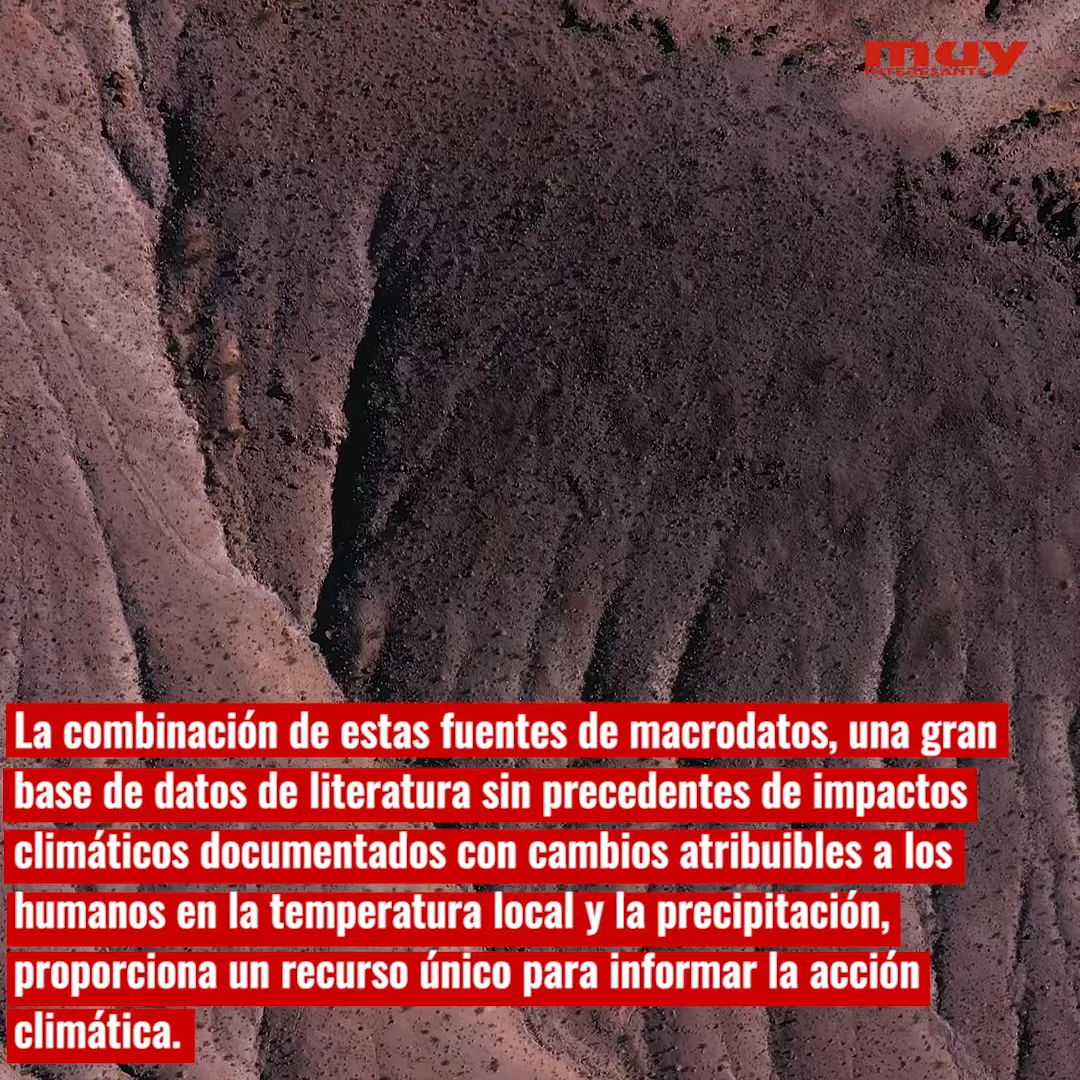 muy
INTERESANTE
La combinación de estas fuentes de macrodatos, una gran
base de datos de literatura sin precedentes de impactos
climáticos documentados con cambios atribuibles a los
humanos en la temperatura local y la precipitación,
proporciona un recurso único para informar la acción
climática.